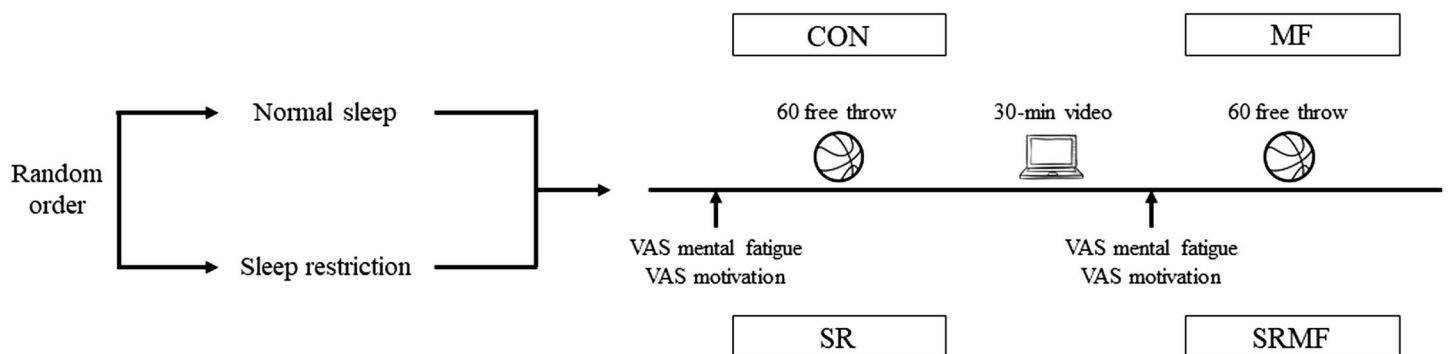 Random
order
Normal sleep
Sleep restriction
CON
MF
60 free throw
30-min video
60 free throw
VAS mental fatigue
VAS motivation
VAS mental fatigue
VAS motivation
SR
SRMF